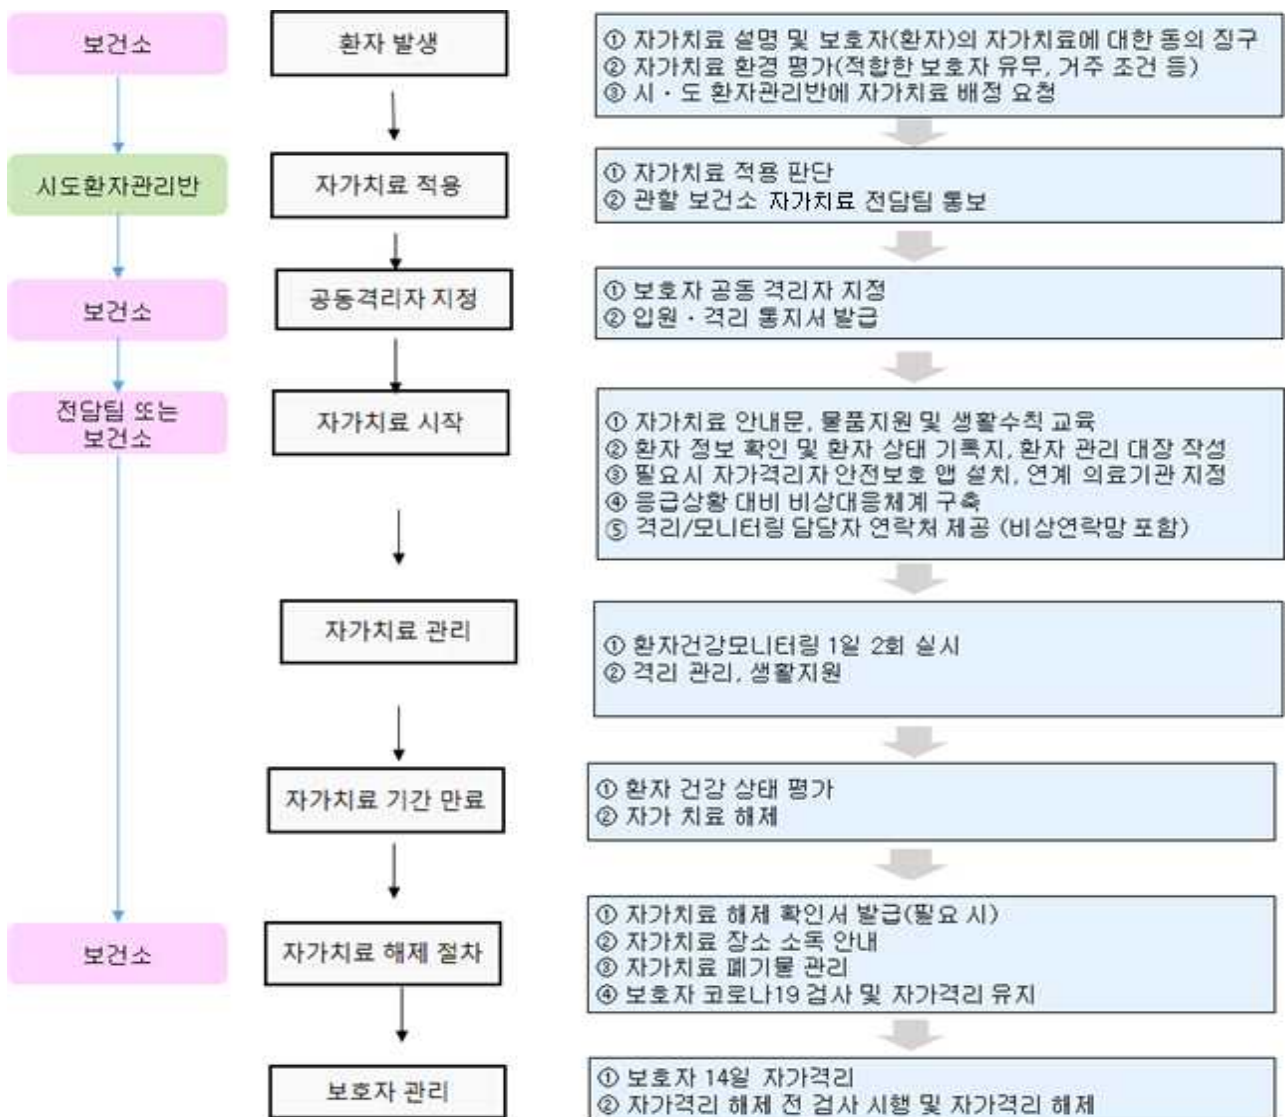 보건소
환자 발생
① 자가치료 설명 및 보호자(환자)의 자가치료에 대한 동의 징구
② 자가치료 환경 평가(적합한 보호자 유무, 거주 조건 등)
③ 시·도 환자관리반에 자가치료 배정 요청
시도환자관리반
자가치료 적용
① 자가치료 적용 판단
② 관할 보건소 자가치료 전담팀 통보
보건소
공동격리자 지정
① 보호자 공동 격리자 지정
② 입원·격리 통지서 발급
전담팀 또는
보건소
자가치료 시작
① 자가치료 안내문, 물품지원 및 생활수칙 교육
② 환자 정보 확인 및 환자 상태 기록지, 환자 관리 대장 작성
③ 필요시 자가격리자 안전보호 앱 설치, 연계 의료기관 지정
④ 응급상황 대비 비상대응체계 구축
⑤ 격리/모니터링 담당자 연락처 제공 (비상연락망 포함)
자가치료 관리
① 환자건강모니터링 1일 2회 실시
② 격리 관리, 생활지원
자가치료 기간 만료
① 환자 건강 상태 평가
② 자가 치료 해제
보건소
자가치료 해제 절차
① 자가치료 해제 확인서 발급(필요 시)
② 자가치료 장소 소독 안내
③ 자가치료 폐기물 관리
④ 보호자 코로나19 검사 및 자가격리 유지
보호자 관리
① 보호자 14일 자가격리
② 자가격리 해제 전 검사 시행 및 자가격리 해제